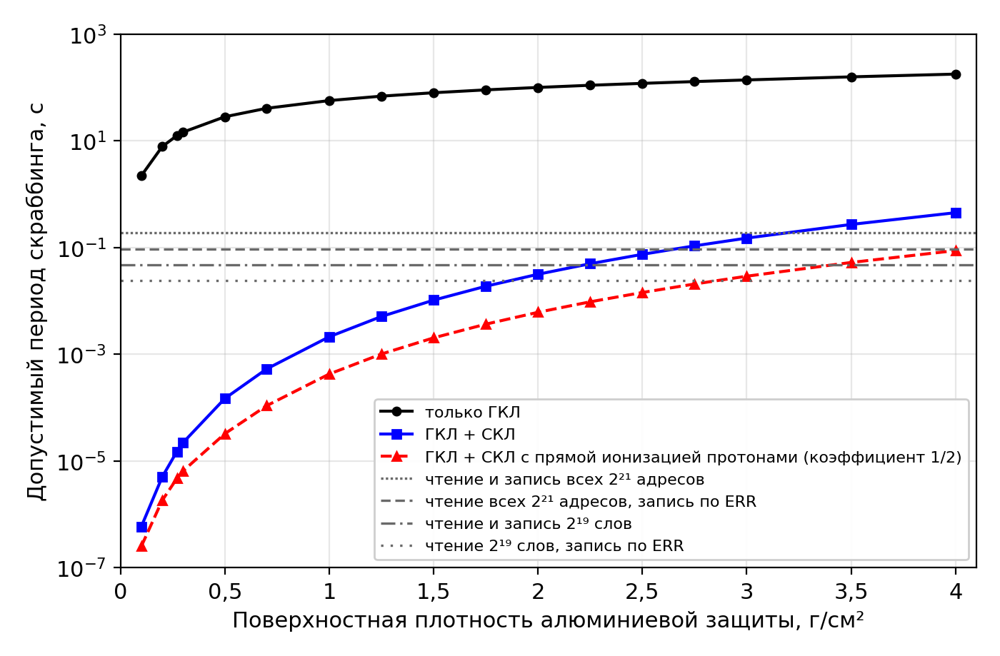 10³
10¹
10⁻¹
10⁻³
10⁻⁵
10⁻⁷
Допустимый период скраббинга, с
только ГКЛ
ГКЛ + СКЛ
ГКЛ + СКЛ с прямой ионизацией протонами (коэффициент 1/2)
чтение и запись всех 2²¹ адресов
чтение всех 2²¹ адресов, запись по ERR
чтение и запись 2¹⁹ слов
чтение 2¹⁹ слов, запись по ERR
0 0,5 1 1,5 2 2,5 3 3,5 4
Поверхностная плотность алюминиевой защиты, г/см²